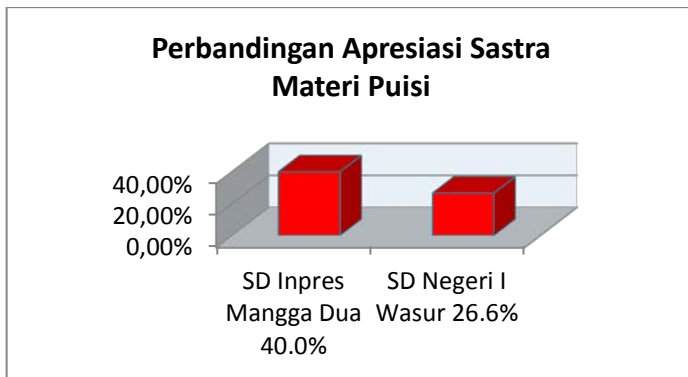 Perbandingan Apresiasi Sastra
Materi Puisi
40,00%
20,00%
0,00%
SD Inpres
Mangga Dua
40.0%
SD Negeri I
Wasur 26.6%